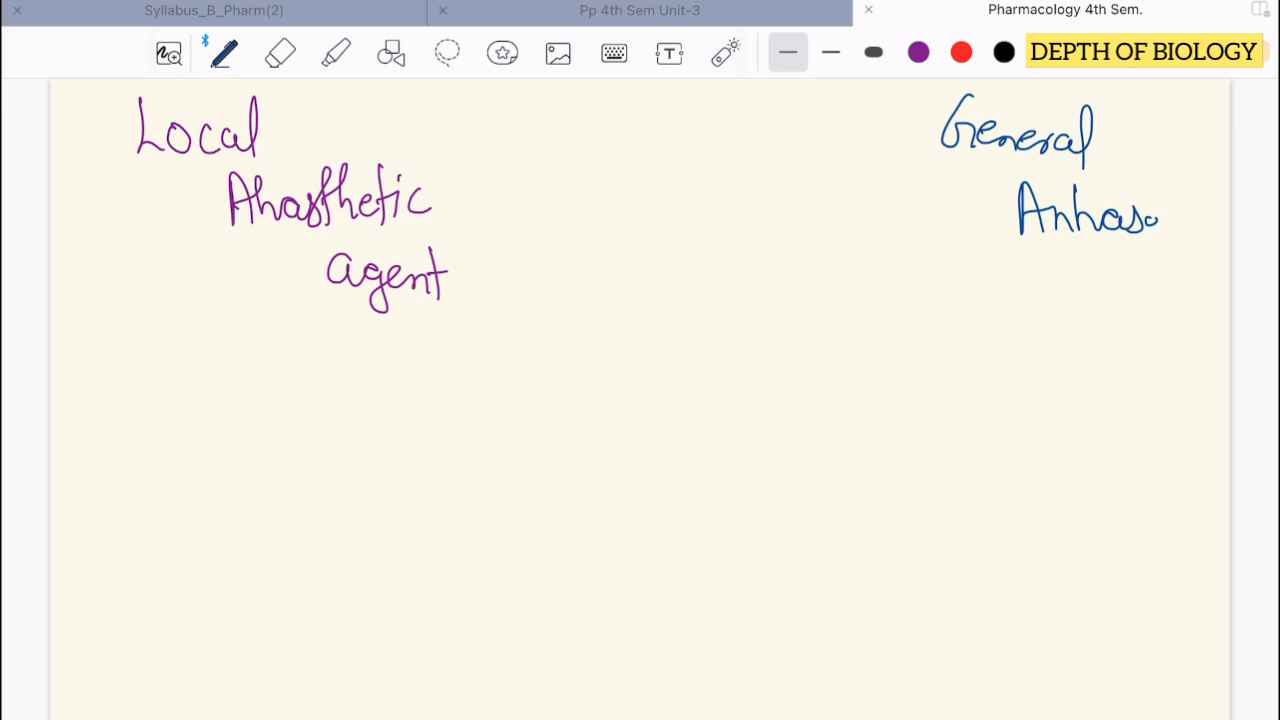 Syllabus_B_Pharm(2)
Pp 4th Sem Unit-3
Pharmacology 4th Sem.
DEPTH OF BIOLOGY
Local
Anasthetic
agent
General
Anhaso